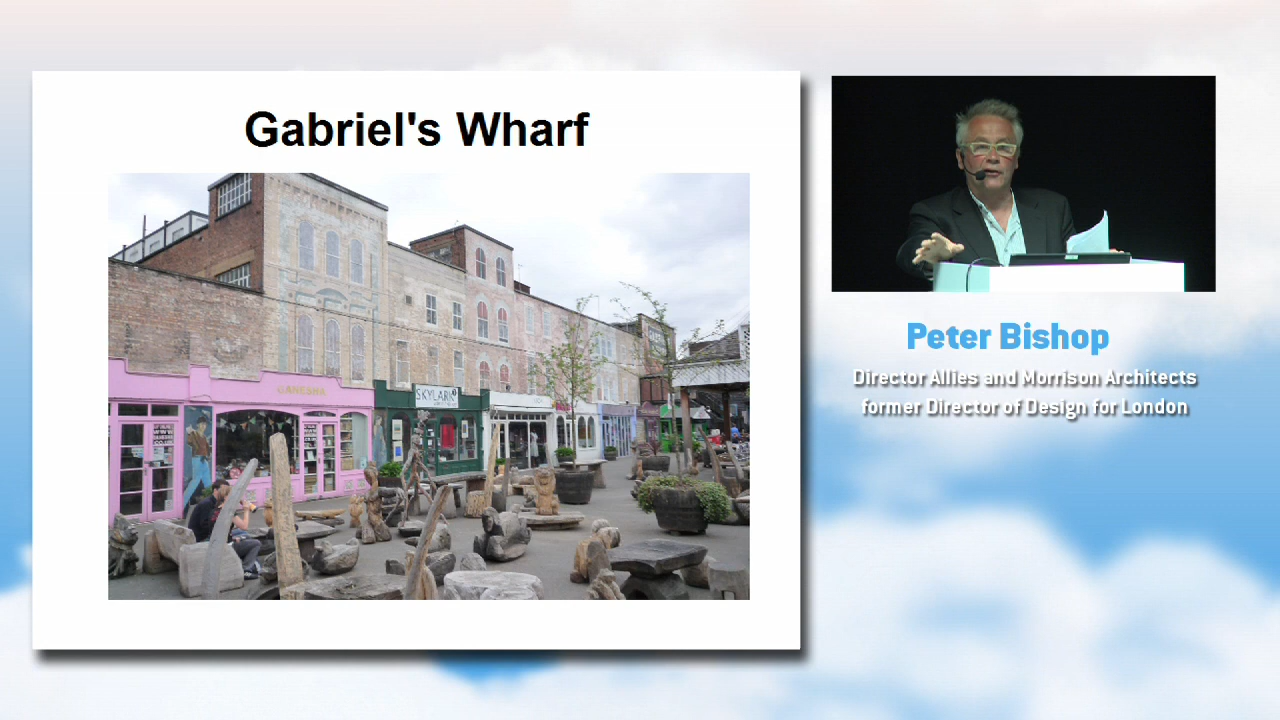 Gabriel's Wharf
GANESHA
SKYLARK
Peter Bishop
Director Allies and Morrison Architects
former Director of Design for London